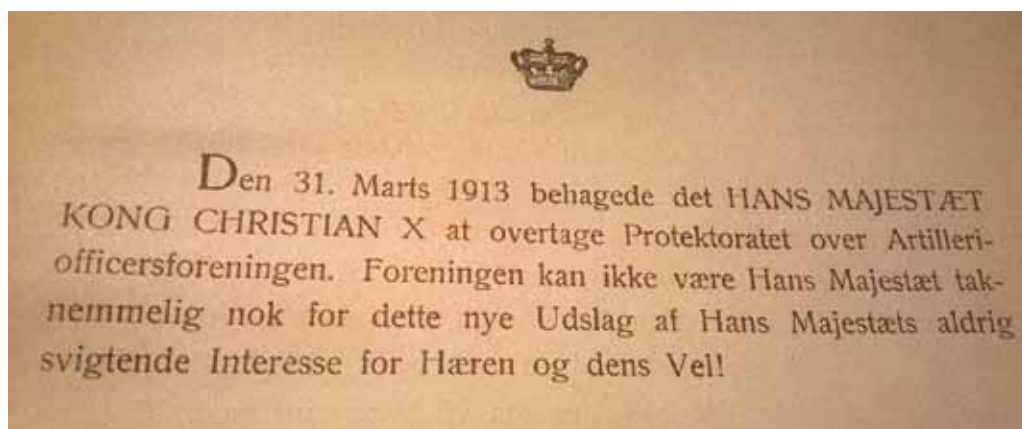 Den 31. Marts 1913 behagede det HANS MAJESTÆT
KONG CHRISTIAN X at overtage Protektoratet over Artilleri-
officersforeningen. Foreningen kan ikke være Hans Majestæt tak-
nemmelig nok for dette nye Udslag af Hans Majestæts aldrig
svigtende Interesse for Hæren og dens Vel!